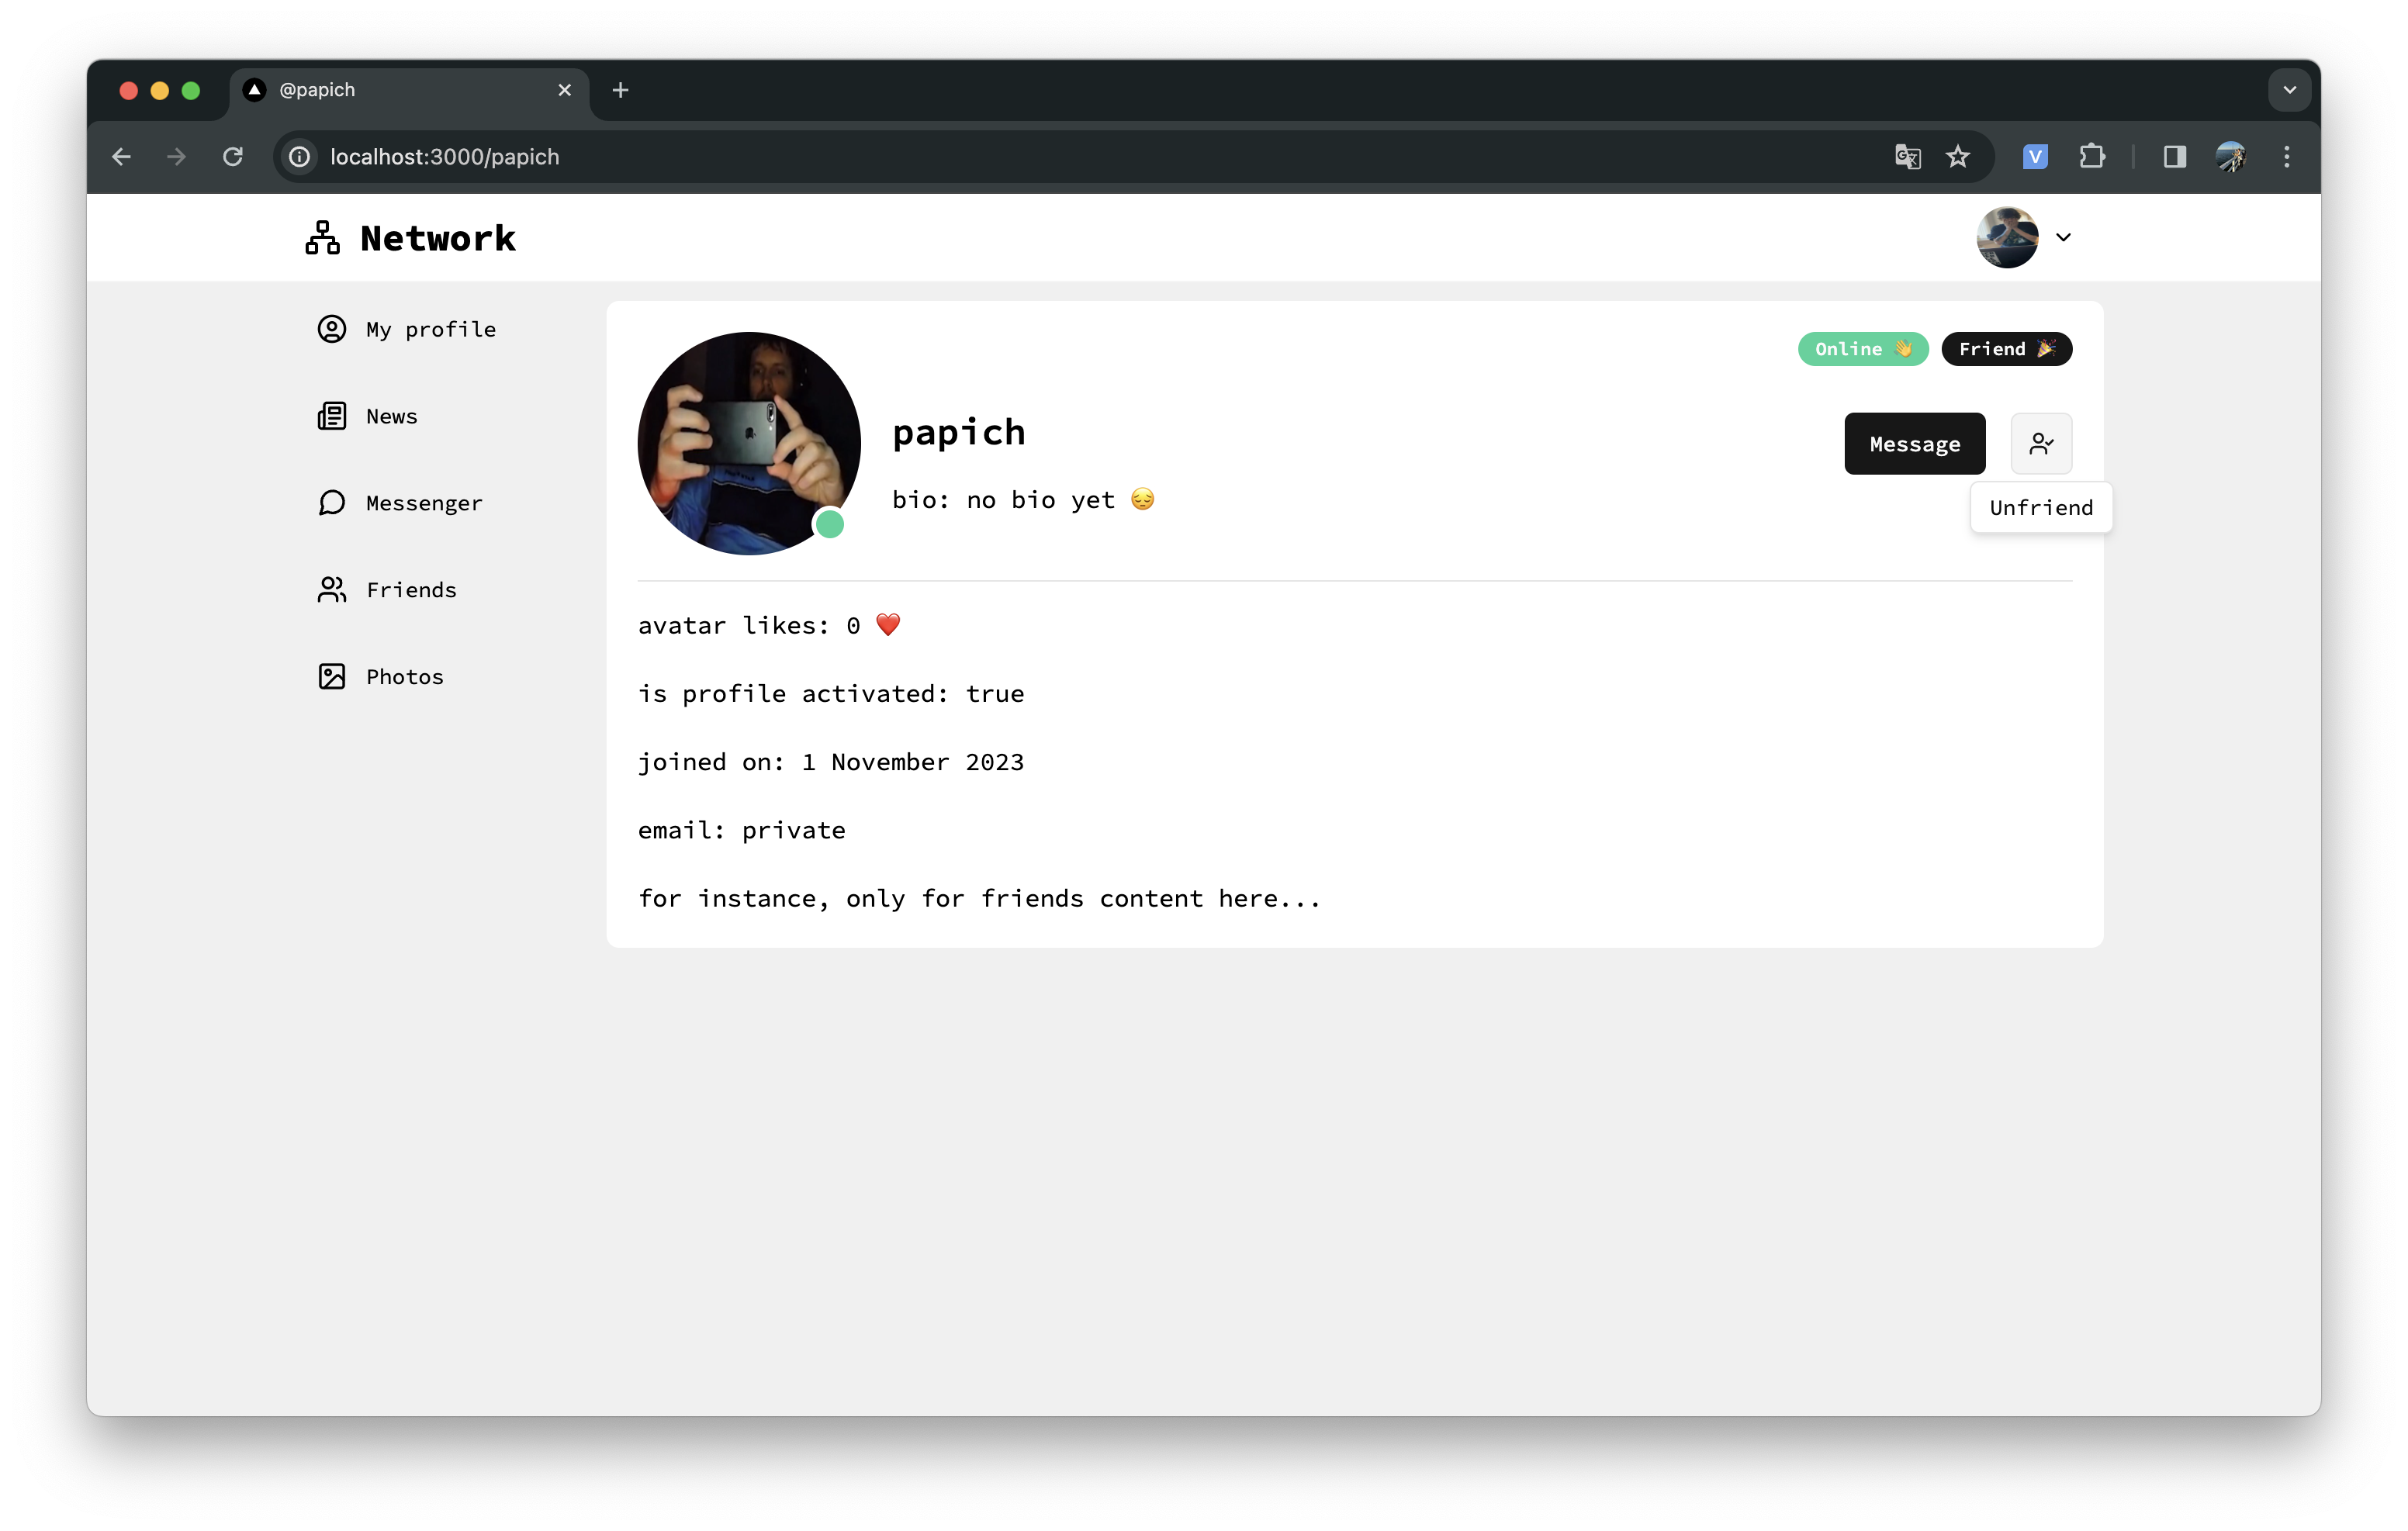 @papich
localhost:3000/papich
V
Network
My profile
News
Messenger
Friends
Photos
Online 👋
Friend 🎉
papich
bio: no bio yet 😔
Message
Unfriend
avatar likes: 0 ❤️
is profile activated: true
joined on: 1 November 2023
email: private
for instance, only for friends content here...